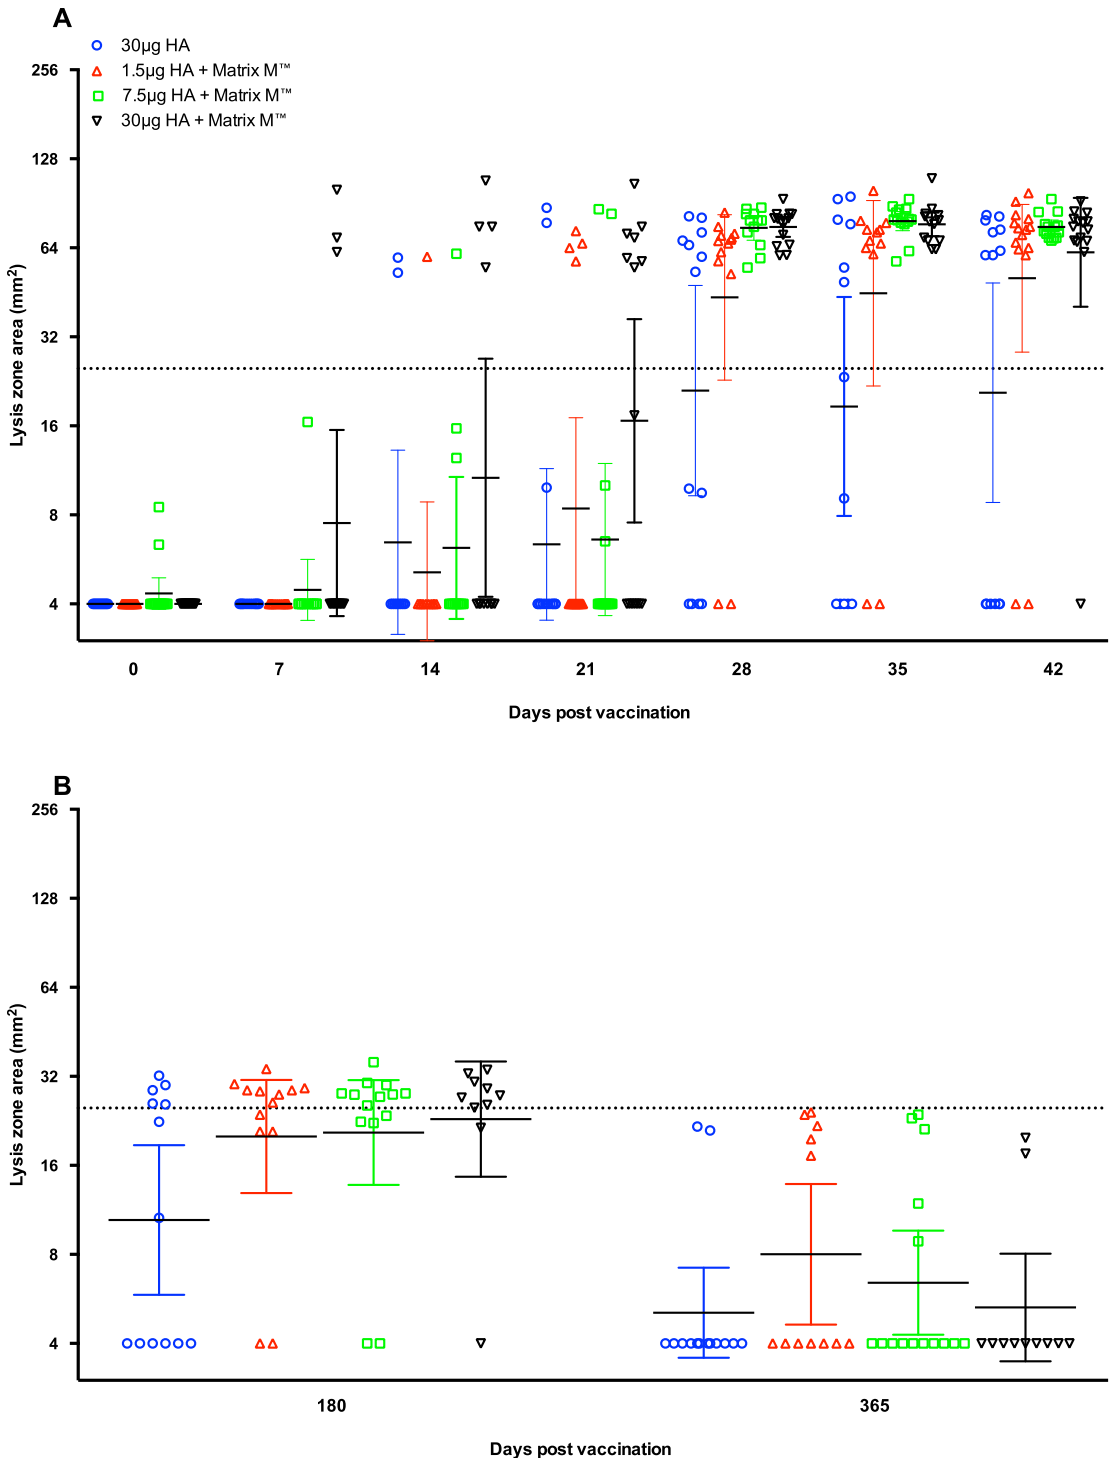 A
30µg HA
1.5µg HA + Matrix M™
7.5µg HA + Matrix M™
30µg HA + Matrix M™
256
128
64
32
16
8
4
Lysis zone area (mm²)
0 7 14 21 28 35 42
Days post vaccination
B
256
128
64
32
16
8
4
Lysis zone area (mm²)
180 365
Days post vaccination